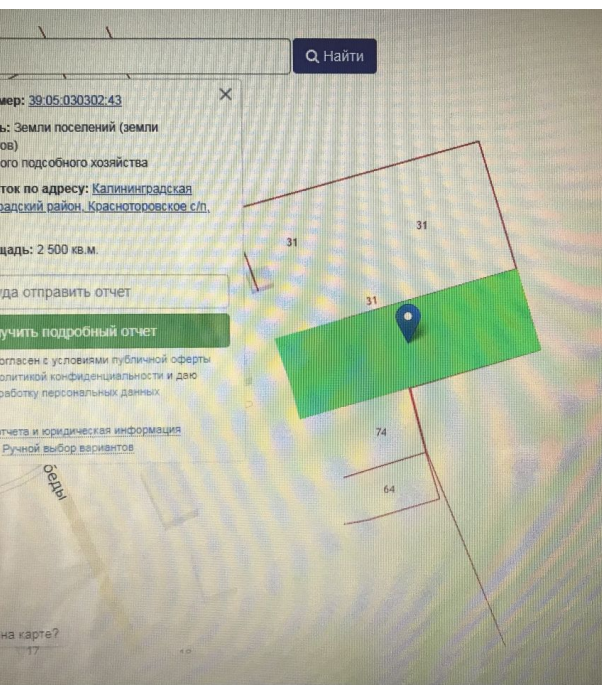 Найти
мер: 39:05:030302:43
ь: Земли поселений (земли
ов)
ого подсобного хозяйства
ток по адресу: Калининградская
радский район, Красноторовское с/п,
щадь: 2 500 кв.м.
уда отправить отчет
учить подробный отчет
огласен с условиями публичной оферты
олитикой конфиденциальности и даю
работку персональных данных
тчета и юридическая информация
Ручной выбор вариантов
31
31
31
74
64
беды
на карте?
17